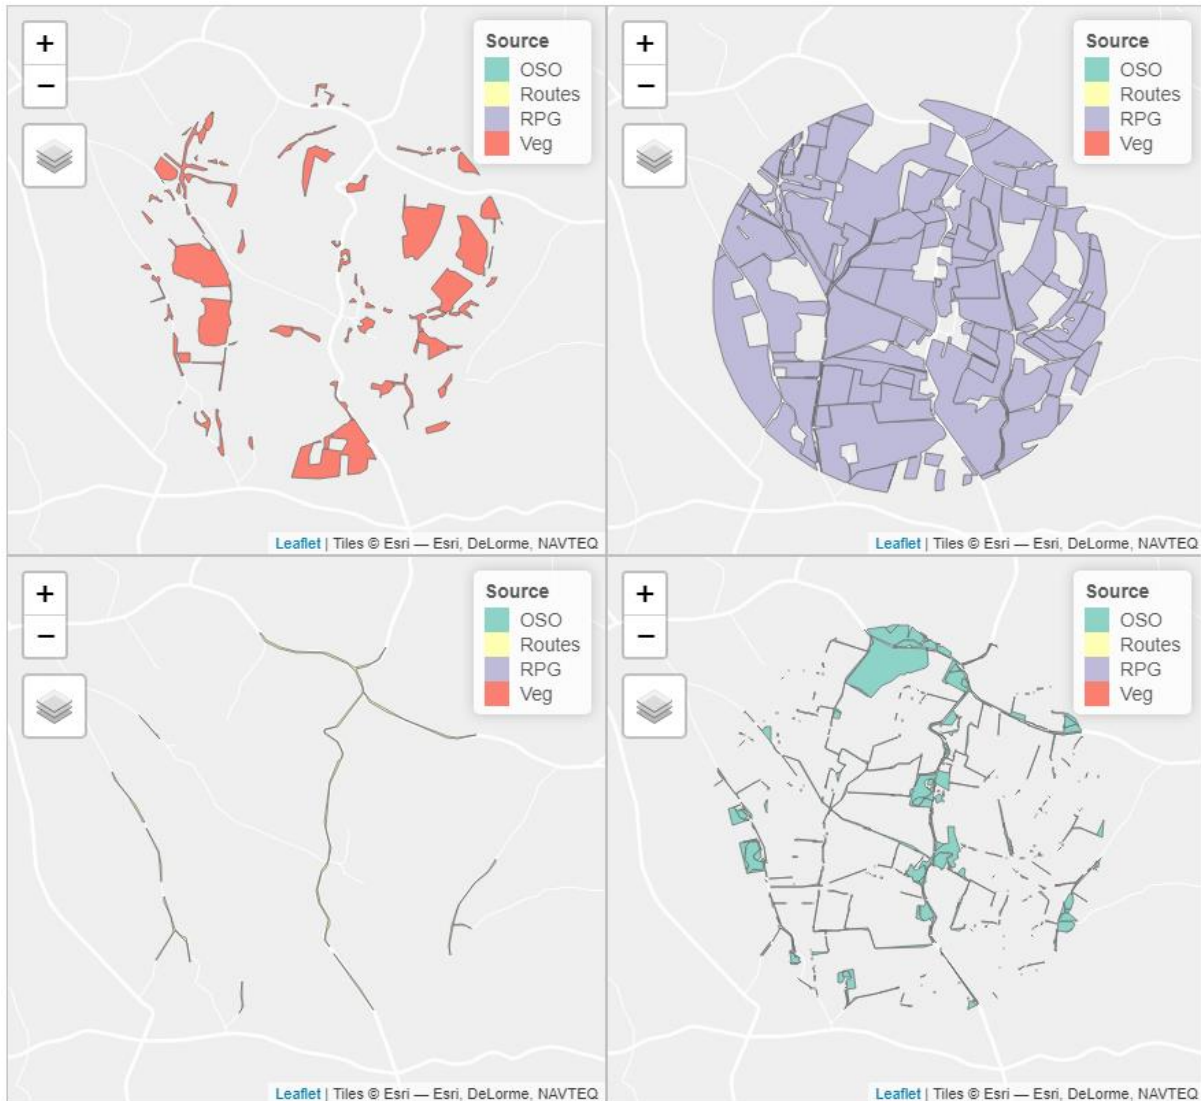 +
−
Source
OSO
Routes
RPG
Veg
Leaflet | Tiles © Esri — Esri, DeLorme, NAVTEQ
+
−
Source
OSO
Routes
RPG
Veg
Leaflet | Tiles © Esri — Esri, DeLorme, NAVTEQ
+
−
Source
OSO
Routes
RPG
Veg
Leaflet | Tiles © Esri — Esri, DeLorme, NAVTEQ
+
−
Source
OSO
Routes
RPG
Veg
Leaflet | Tiles © Esri — Esri, DeLorme, NAVTEQ